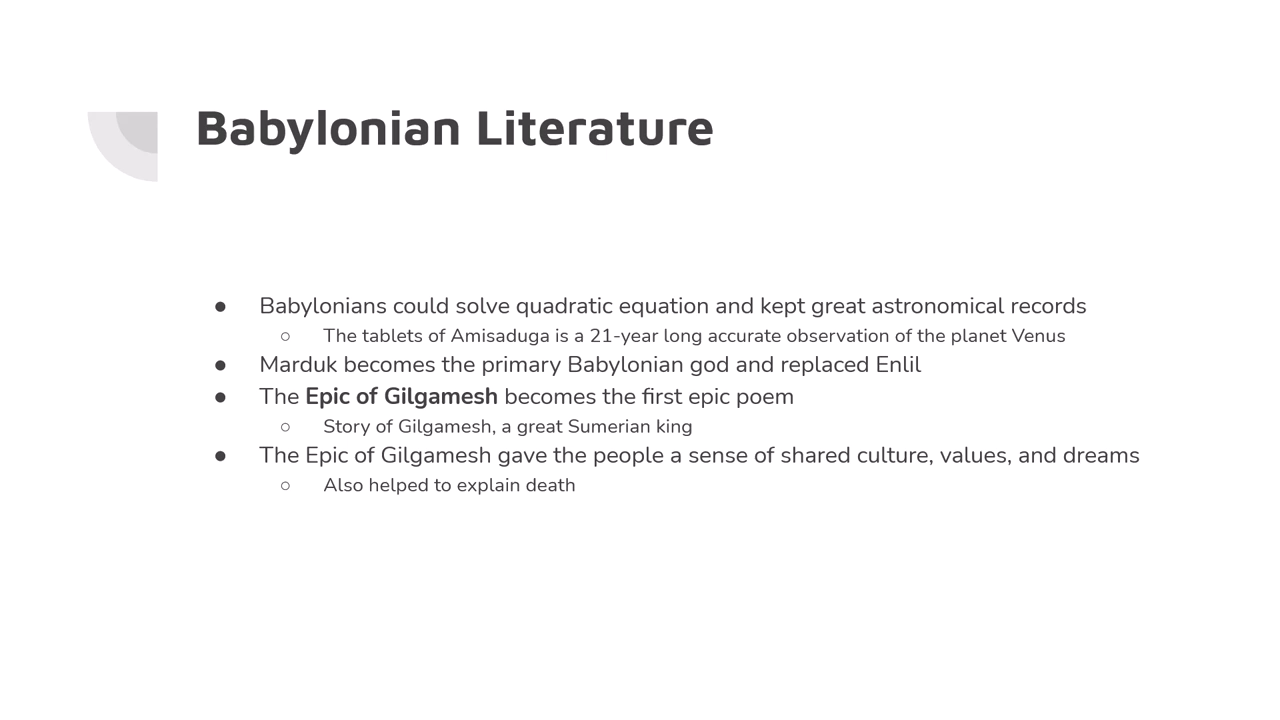 Babylonian Literature
● Babylonians could solve quadratic equation and kept great astronomical records
○ The tablets of Amisaduga is a 21-year long accurate observation of the planet Venus
● Marduk becomes the primary Babylonian god and replaced Enlil
● The Epic of Gilgamesh becomes the first epic poem
○ Story of Gilgamesh, a great Sumerian king
● The Epic of Gilgamesh gave the people a sense of shared culture, values, and dreams
○ Also helped to explain death